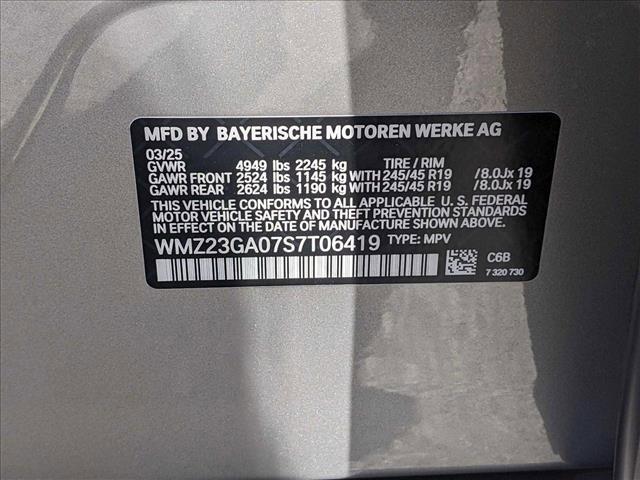 MFD BY BAYERISCHE MOTOREN WERKE AG
03/25
GVWR 4949 lbs 2245 kg TIRE / RIM
GAWR FRONT 2524 lbs 1145 kg WITH 245/45 R19 /8.0Jx 19
GAWR REAR 2624 lbs 1190 kg WITH 245/45 R19 /8.0Jx 19
THIS VEHICLE CONFORMS TO ALL APPLICABLE U. S. FEDERAL
MOTOR VEHICLE SAFETY AND THEFT PREVENTION STANDARDS
IN EFFECT ON THE DATE OF MANUFACTURE SHOWN ABOVE.
WMZ23GA07S7T06419 TYPE: MPV
C6B
7 320 730